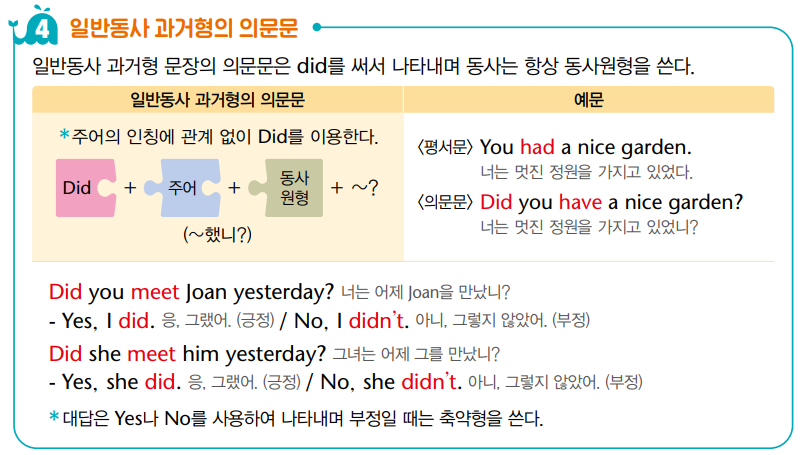 4 일반동사 과거형의 의문문
일반동사 과거형 문장의 의문문은 did를 써서 나타내며 동사는 항상 동사원형을 쓴다.
일반동사 과거형의 의문문
*주어의 인칭에 관계 없이 Did를 이용한다.
Did + 주어 + 동사원형 + ~?
(~했니?)
예문
<평서문> You had a nice garden.
너는 멋진 정원을 가지고 있었다.
<의문문> Did you have a nice garden?
너는 멋진 정원을 가지고 있었니?
Did you meet Joan yesterday? 너는 어제 Joan을 만났니?
- Yes, I did. 응, 그랬어. (긍정) / No, I didn't. 아니, 그렇지 않았어. (부정)
Did she meet him yesterday? 그녀는 어제 그를 만났니?
- Yes, she did. 응, 그랬어. (긍정) / No, she didn't. 아니, 그렇지 않았어. (부정)
*대답은 Yes나 No를 사용하여 나타내며 부정일 때는 축약형을 쓴다.